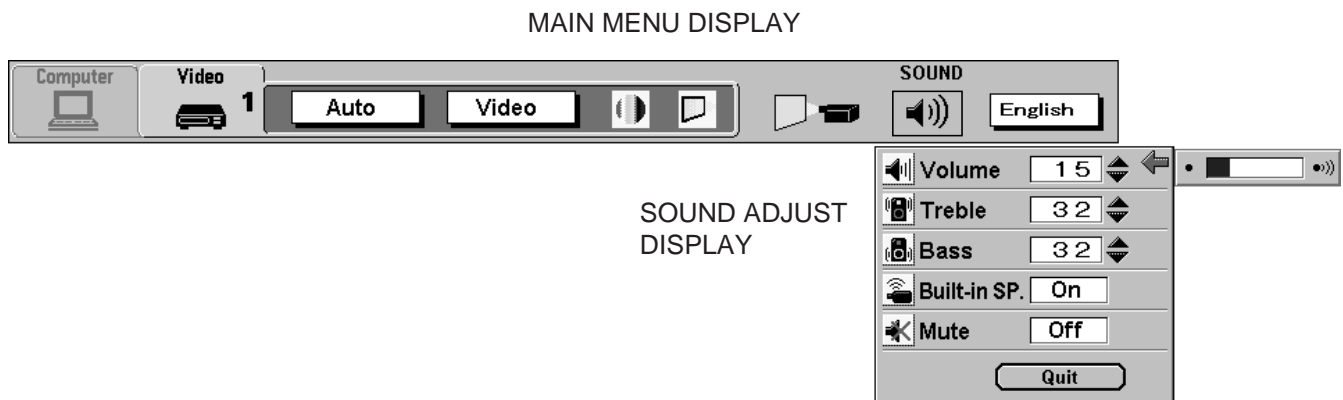 MAIN MENU DISPLAY
Computer
Video
1
Auto
Video
SOUND
English
SOUND ADJUST
DISPLAY
Volume 15
Treble 32
Bass 32
Built-in SP. On
Mute Off
Quit